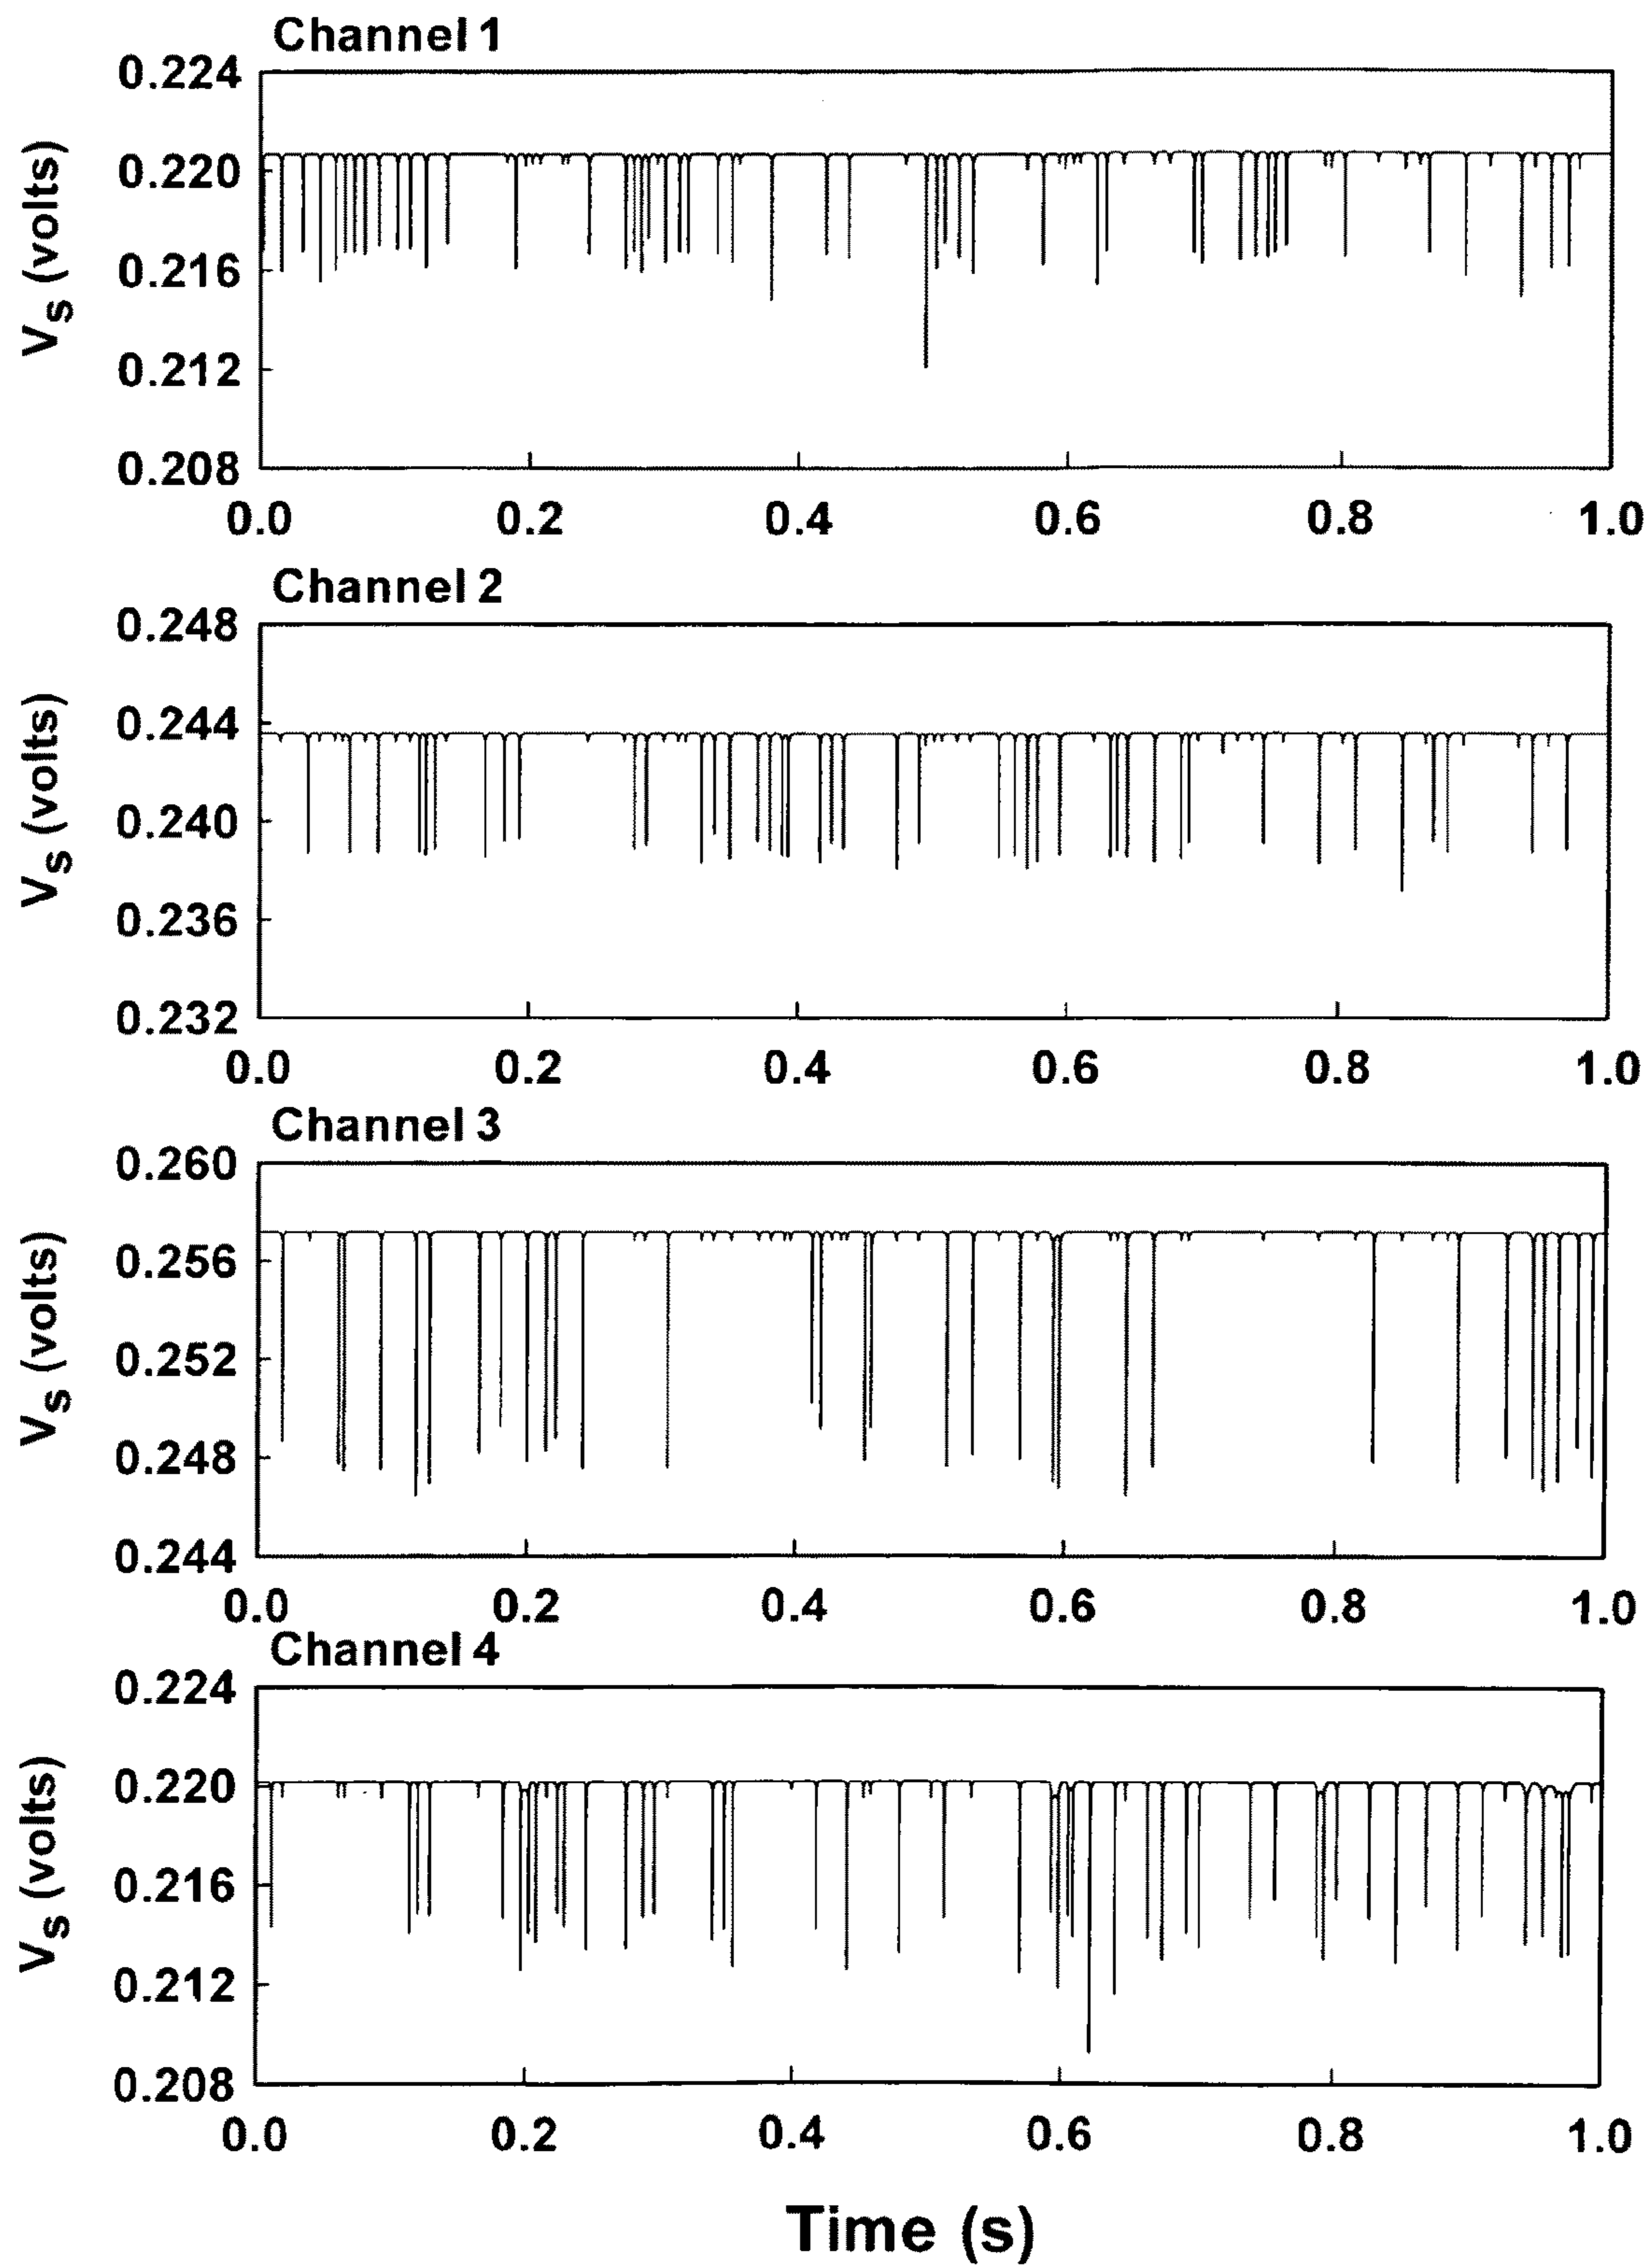 Channel 1
0.224
0.220
0.216
0.212
0.208
Vs (volts)
0.0 0.2 0.4 0.6 0.8 1.0
Channel 2
0.248
0.244
0.240
0.236
0.232
Vs (volts)
0.0 0.2 0.4 0.6 0.8 1.0
Channel 3
0.260
0.256
0.252
0.248
0.244
Vs (volts)
0.0 0.2 0.4 0.6 0.8 1.0
Channel 4
0.224
0.220
0.216
0.212
0.208
Vs (volts)
0.0 0.2 0.4 0.6 0.8 1.0
Time (s)